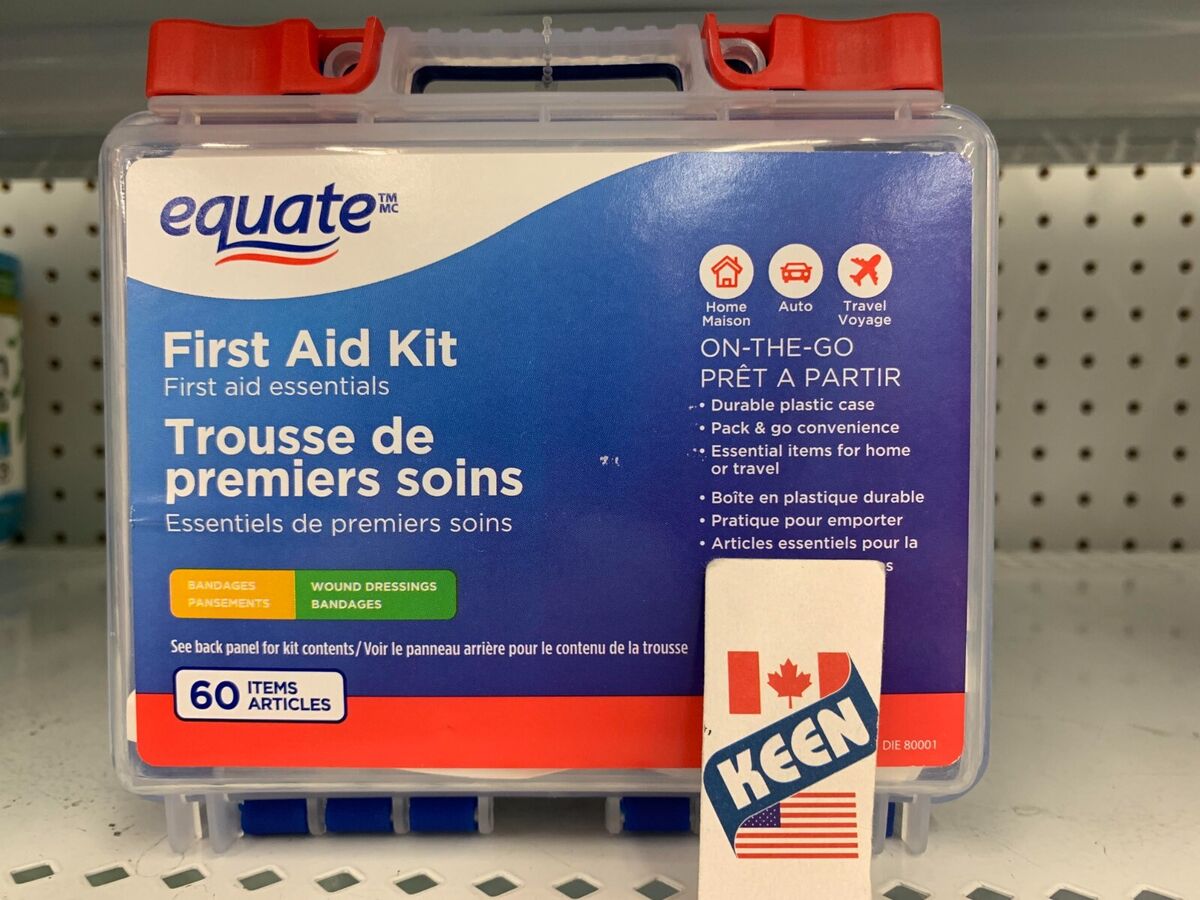 equate TM
MC
Home
Maison
Auto
Travel
Voyage
ON-THE-GO
PRÊT A PARTIR
• Durable plastic case
• Pack & go convenience
• Essential items for home
or travel
• Boîte en plastique durable
• Pratique pour emporter
• Articles essentiels pour la
First Aid Kit
First aid essentials
Trousse de
premiers soins
Essentiels de premiers soins
BANDAGES
PANSEMENTS
WOUND DRESSINGS
BANDAGES
See back panel for kit contents/Voir le panneau arrière pour le contenu de la trousse
60 ITEMS
ARTICLES
KEEN
DIE 80001